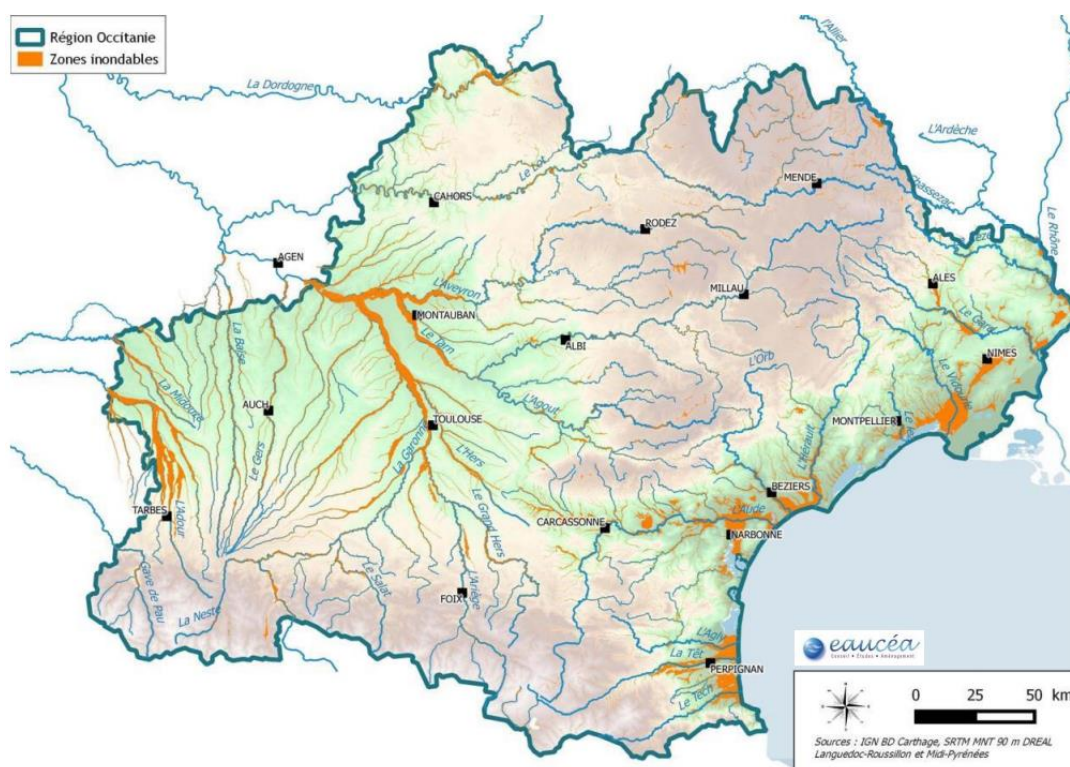 Région Occitanie
Zones inondables
l'Allier
La Dordogne
L'Ardèche
MENDE
Chassezac
Le Lot
CAHORS
Le Rhône
RODEZ
AGEN
ALES
L'Aveyron
MILLAU
MONTAUBAN
Le Gard
La Baïse
Le Tarn
ALBI
L'Orb
NIMES
Le Vidourle
La Midouze
AUCH
L'Agout
TOULOUSE
MONTPELLIER
Le Gers
La Garonne
L'Hers
L'Hérault
BEZIERS
TARBES
L'Adour
Le Grand Hers
CARCASSONNE
L'Aude
NARBONNE
Gave de Pau
Le Salat
L'Ariège
FOIX
La Neste
L'Agly
La Têt
PERPIGNAN
Le Tech
eaucéa
Conseil • Etudes • Aménagement
0 25 50 km
Sources : IGN BD Carthage, SRTM MNT 90 m DREAL
Languedoc-Roussillon et Midi-Pyrénées